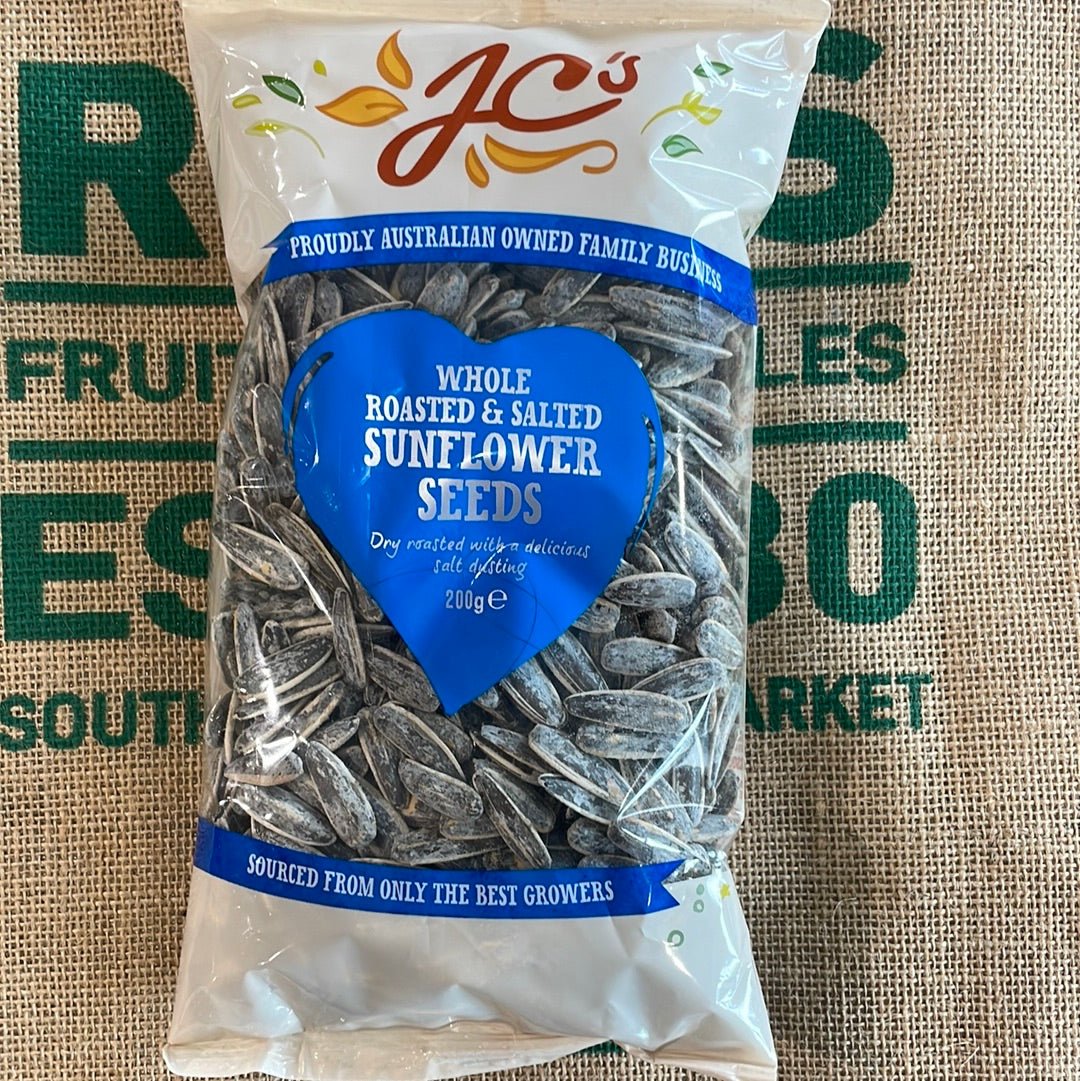 JC's
PROUDLY AUSTRALIAN OWNED FAMILY BUSINESS
WHOLE
ROASTED & SALTED
SUNFLOWER
SEEDS
Dry roasted with a delicious
salt dusting
200g e
SOURCED FROM ONLY THE BEST GROWERS